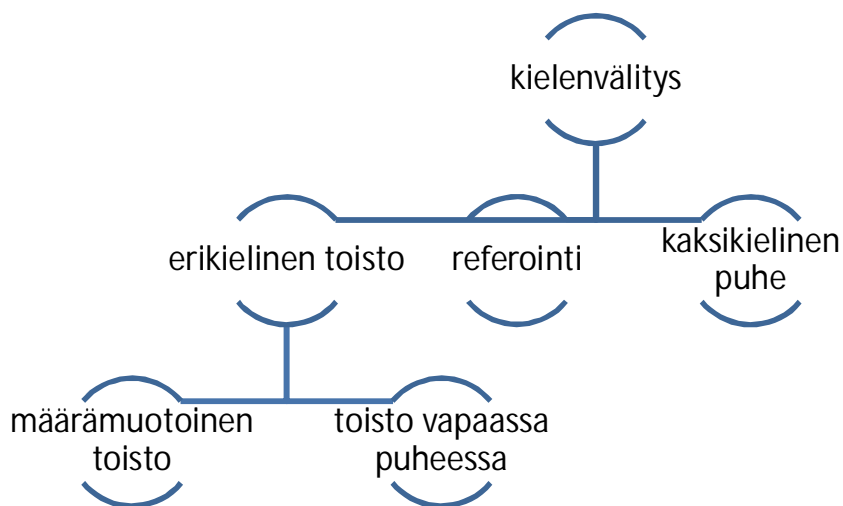 kielenvälitys
erikielinen toisto
referointi
kaksikielinen
puhe
määrämuotoinen
toisto
toisto vapaassa
puheessa